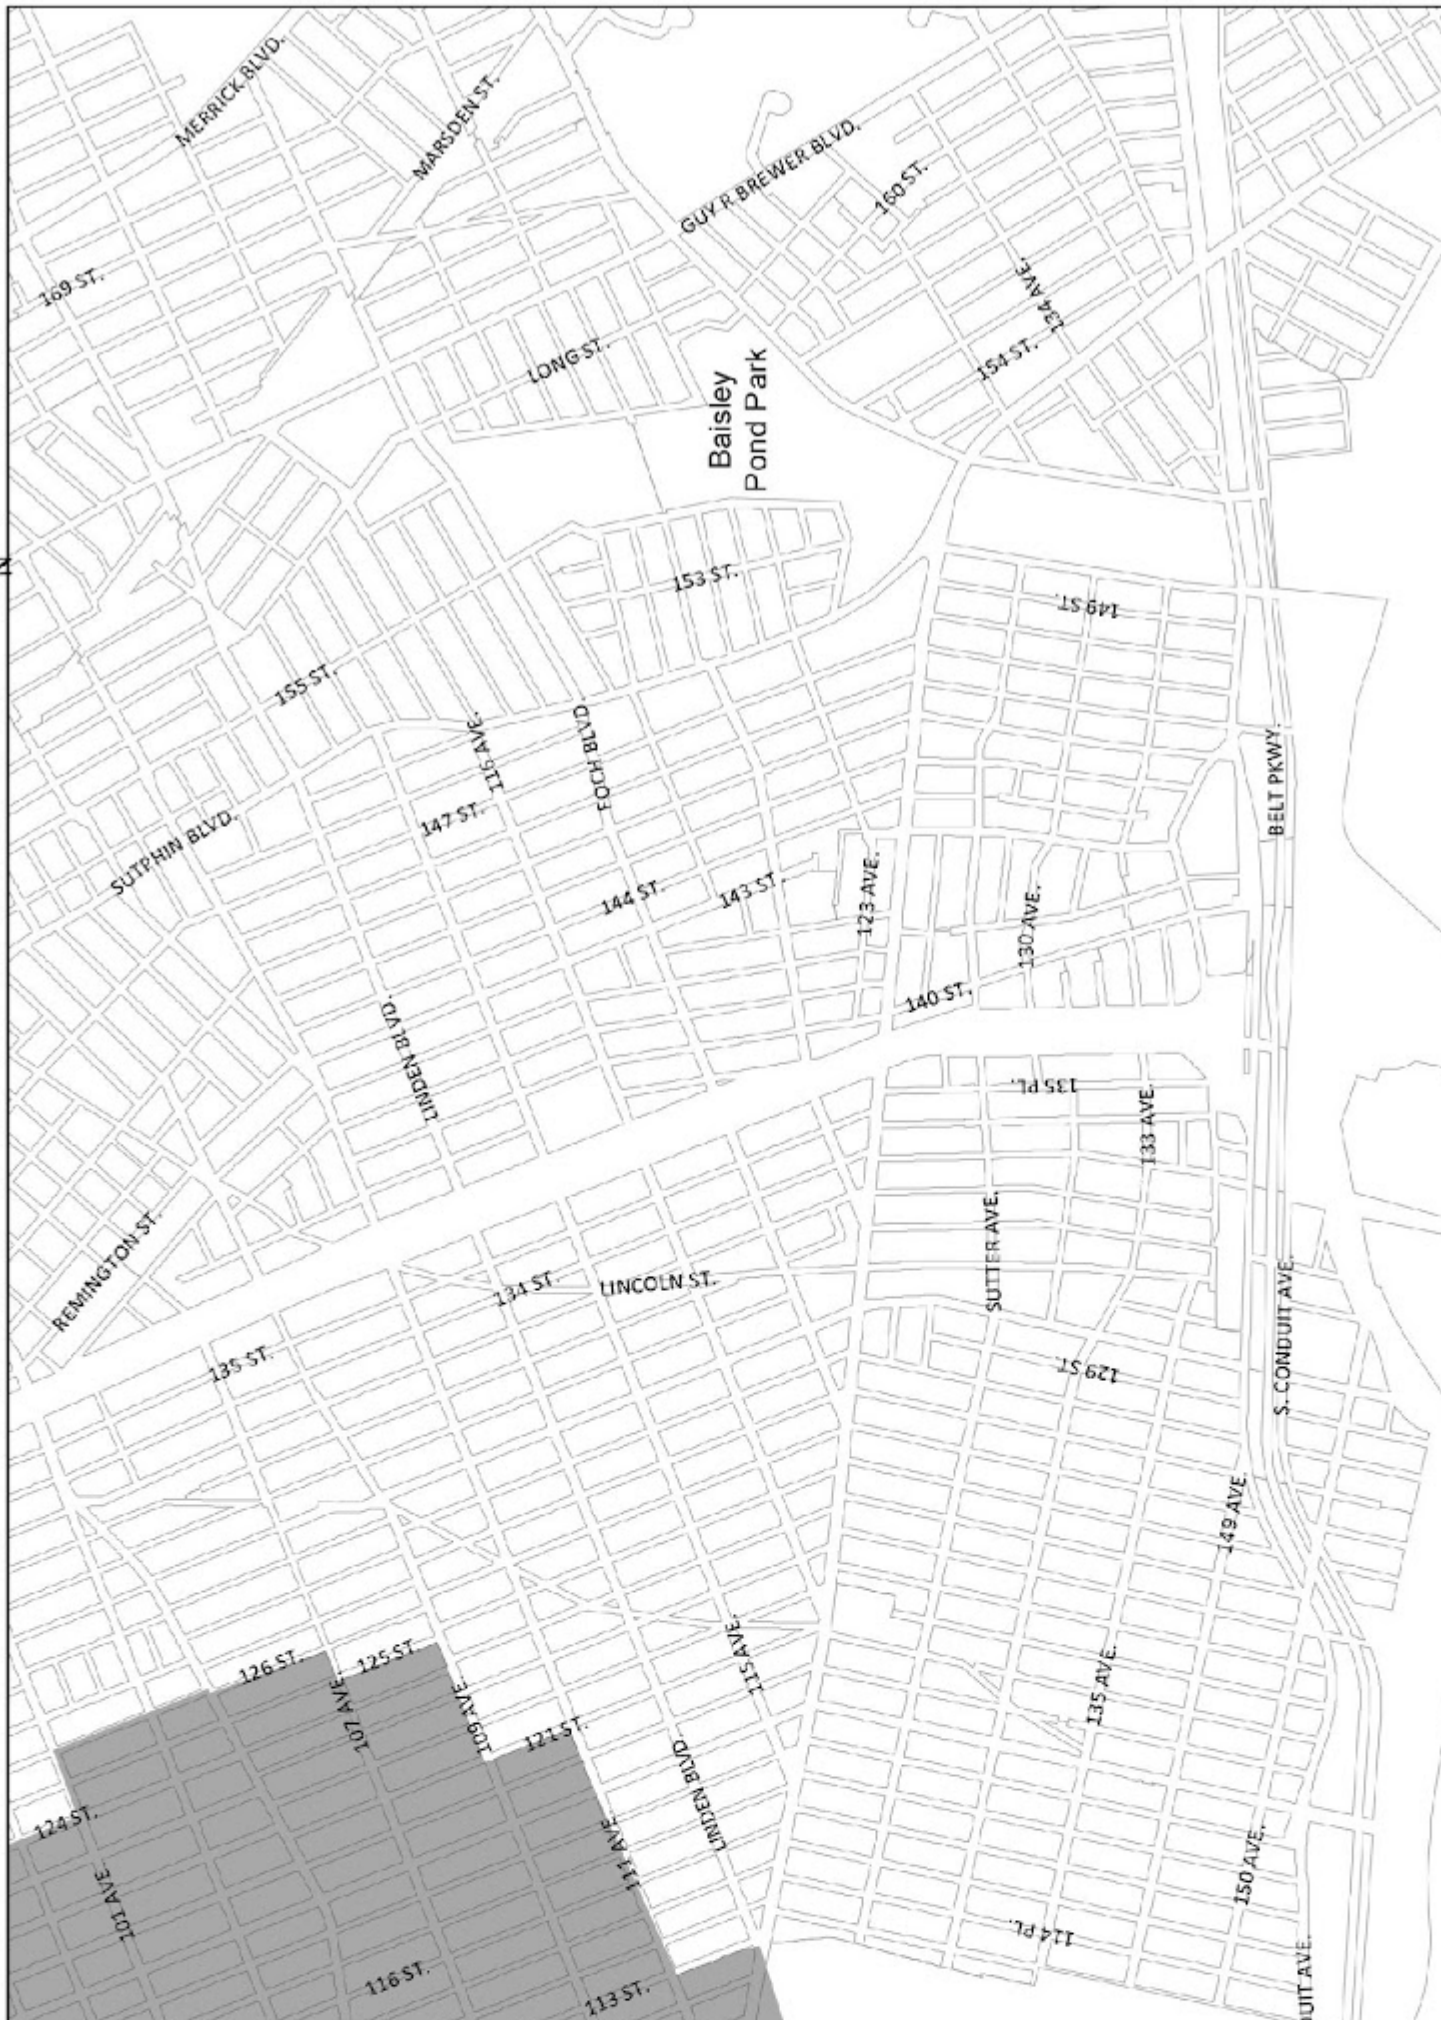 MERRICK BLVD.
MARSDEN ST.
GUY R BREWER BLVD.
160 ST.
169 ST.
134 AVE.
LONG ST.
154 ST.
Baisley
Pond Park
N
153 ST.
149 ST.
155 ST.
116 AVE.
FOCH BLVD.
BELT PKWY.
147 ST.
SUTPHIN BLVD.
144 ST.
143 ST.
123 AVE.
130 AVE.
140 ST.
LINDEN BLVD.
135 PL.
133 AVE.
REMINGTON ST.
SUTTER AVE.
134 ST.
LINCOLN ST.
S. CONDUIT AVE.
135 ST.
129 ST.
149 AVE.
126 ST.
125 ST.
107 AVE.
109 AVE.
115 AVE.
135 AVE.
121 ST.
LINDEN BLVD.
124 ST.
111 AVE.
101 AVE
150 AVE.
114 PL.
116 ST.
113 ST.
UIT AVE.